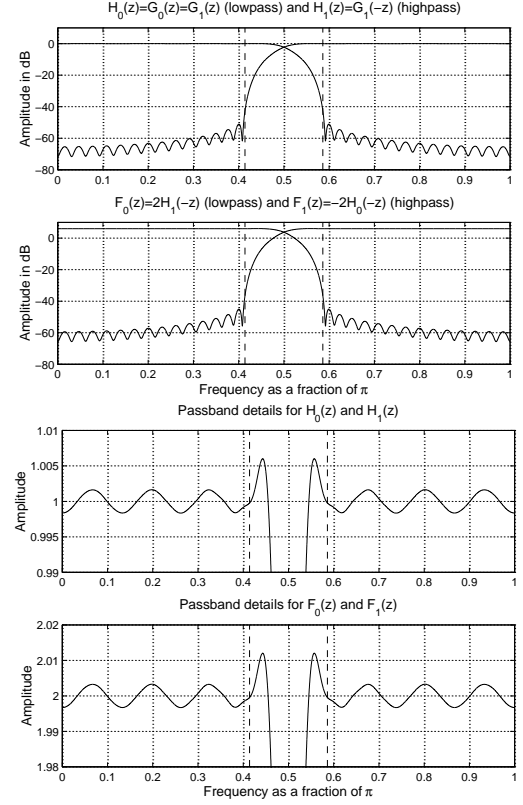 H0(z)=G0(z)=G1(z) (lowpass) and H1(z)=G1(−z) (highpass)
0
−20
−40
−60
−80
Amplitude in dB
0 0.1 0.2 0.3 0.4 0.5 0.6 0.7 0.8 0.9 1
F0(z)=2H1(−z) (lowpass) and F1(z)=−2H0(−z) (highpass)
0
−20
−40
−60
−80
Amplitude in dB
0 0.1 0.2 0.3 0.4 0.5 0.6 0.7 0.8 0.9 1
Frequency as a fraction of π
Passband details for H0(z) and H1(z)
1.01
1.005
1
0.995
0.99
Amplitude
0 0.1 0.2 0.3 0.4 0.5 0.6 0.7 0.8 0.9 1
Passband details for F0(z) and F1(z)
2.02
2.01
2
1.99
1.98
Amplitude
0 0.1 0.2 0.3 0.4 0.5 0.6 0.7 0.8 0.9 1
Frequency as a fraction of π